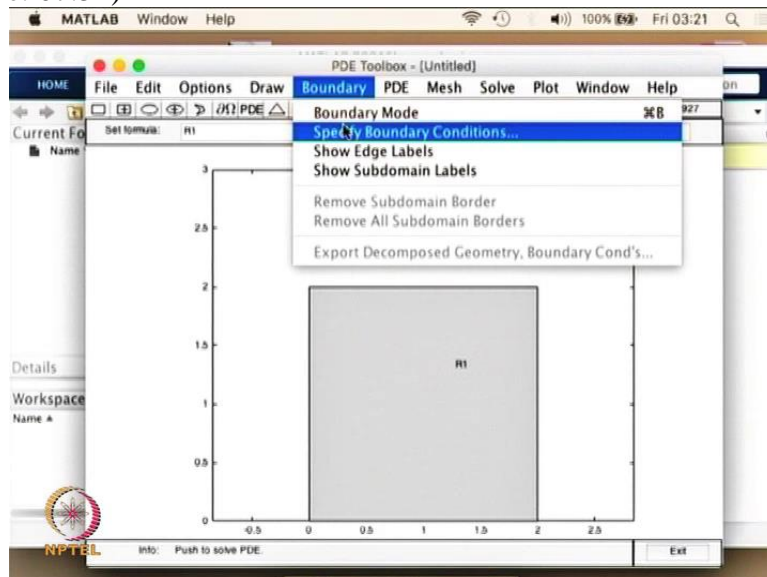 MATLAB Window Help 100% Fri 03:21
PDE Toolbox - [Untitled]
HOME
File Edit Options Draw Boundary PDE Mesh Solve Plot Window Help
on
PDE
Boundary Mode ⌘B
927
Current Fo
Set formula: R1
Specify Boundary Conditions...
Name
Show Edge Labels
Show Subdomain Labels
Remove Subdomain Border
Remove All Subdomain Borders
Export Decomposed Geometry, Boundary Cond's...
3
2.5
2
1.5
R1
Details
Workspace
1
Name
0.5
0
-0.5 0 0.5 1 1.5 2 2.5
NPTEL
Info: Push to solve PDE.
Exit